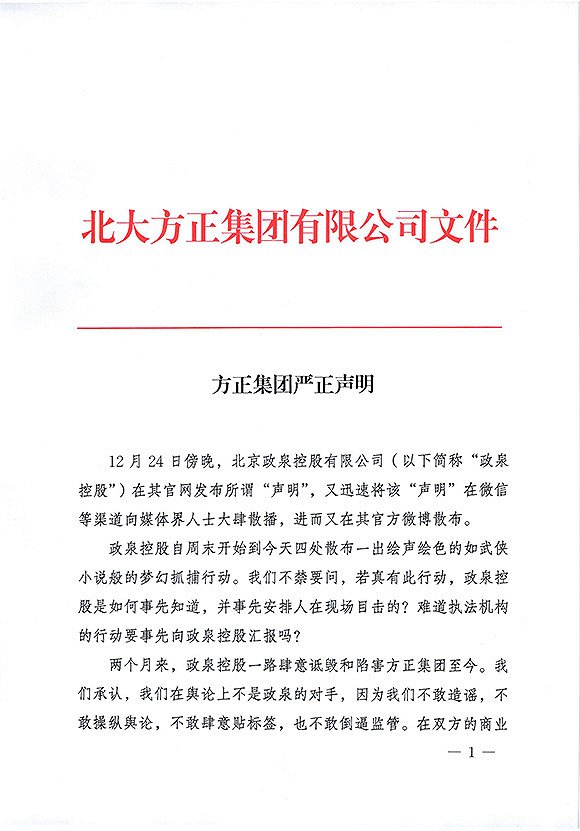 北大方正集团有限公司文件
方正集团严正声明
12 月 24 日傍晚，北京政泉控股有限公司（以下简称“政泉
控股”）在其官网发布所谓“声明”，又迅速将该“声明”在微信
等渠道向媒体界人士大肆散播，进而又在其官方微博散布。
政泉控股自周末开始到今天四处散布一出绘声绘色的如武侠
小说般的梦幻抓捕行动。我们不禁要问，若真有此行动，政泉控
股是如何事先知道，并事先安排人在现场目击的？难道执法机构
的行动要事先向政泉控股汇报吗？
两个月来，政泉控股一路肆意诋毁和陷害方正集团至今。我
们承认，我们在舆论上不是政泉的对手，因为我们不敢造谣，不
敢操纵舆论，不敢肆意贴标签，也不敢倒逼监管。在双方的商业
— 1 —